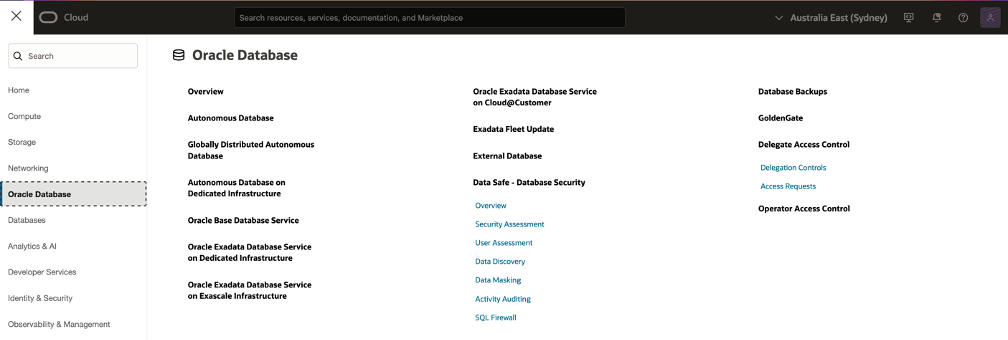 Cloud
Search resources, services, documentation, and Marketplace
Australia East (Sydney)
Search
Home
Compute
Storage
Networking
Oracle Database
Databases
Analytics & AI
Developer Services
Identity & Security
Observability & Management
Oracle Database
Overview
Autonomous Database
Globally Distributed Autonomous
Database
Autonomous Database on
Dedicated Infrastructure
Oracle Base Database Service
Oracle Exadata Database Service
on Dedicated Infrastructure
Oracle Exadata Database Service
on Exascale Infrastructure
Oracle Exadata Database Service
on Cloud@Customer
Exadata Fleet Update
External Database
Data Safe - Database Security
Overview
Security Assessment
User Assessment
Data Discovery
Data Masking
Activity Auditing
SQL Firewall
Database Backups
GoldenGate
Delegate Access Control
Delegation Controls
Access Requests
Operator Access Control